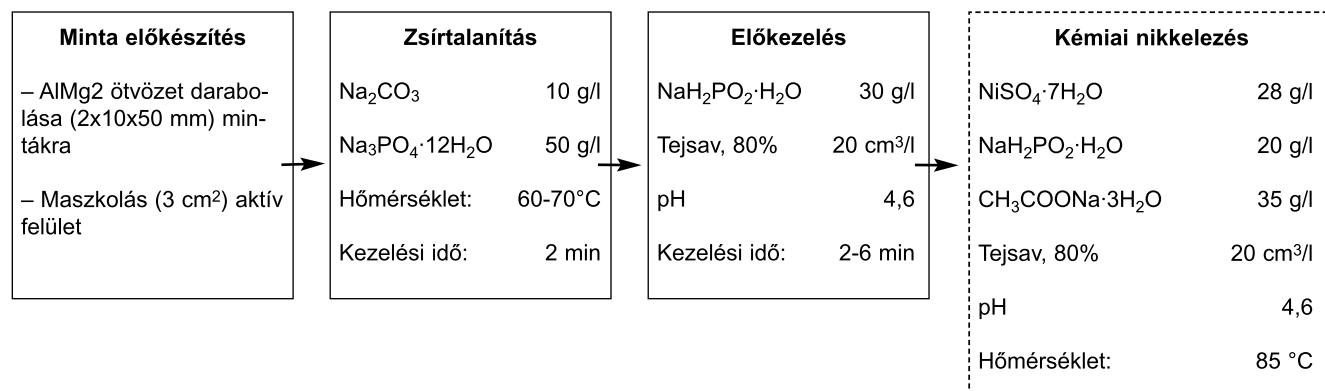 Minta előkészítés
– AlMg2 ötvözet darabo-
lása (2x10x50 mm) min-
tákra
– Maszkolás (3 cm²) aktív
felület
Zsírtalanítás
Na₂CO₃ 10 g/l
Na₃PO₄·12H₂O 50 g/l
Hőmérséklet: 60-70°C
Kezelési idő: 2 min
Előkezelés
NaH₂PO₂·H₂O 30 g/l
Tejsav, 80% 20 cm³/l
pH 4,6
Kezelési idő: 2-6 min
Kémiai nikkelezés
NiSO₄·7H₂O 28 g/l
NaH₂PO₂·H₂O 20 g/l
CH₃COONa·3H₂O 35 g/l
Tejsav, 80% 20 cm³/l
pH 4,6
Hőmérséklet: 85 °C